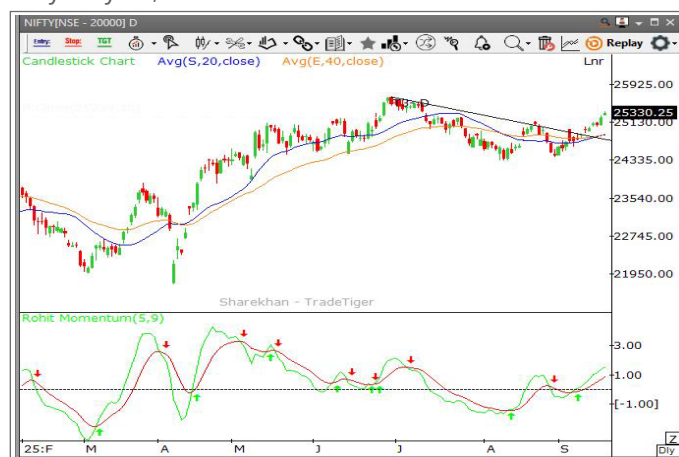 NIFTY[NSE - 20000] D
Entry: Stop: TGT Replay
Candlestick Chart Avg(S,20,close) Avg(E,40,close) Lnr
25925.00
25330.25
25130.00
24335.00
23540.00
22745.00
21950.00
Sharekhan - TradeTiger
Rohit Momentum(5,9)
3.00
1.00
[-1.00]
Z
25:F M A M J J A S Dly